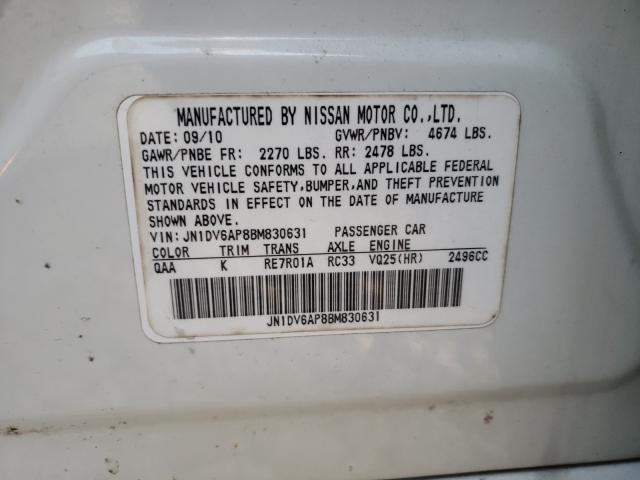 MANUFACTURED BY NISSAN MOTOR CO.,LTD.
DATE: 09/10 GVWR/PNBV: 4674 LBS.
GAWR/PNBE FR: 2270 LBS. RR: 2478 LBS.
THIS VEHICLE CONFORMS TO ALL APPLICABLE FEDERAL
MOTOR VEHICLE SAFETY,BUMPER,AND THEFT PREVENTION
STANDARDS IN EFFECT ON THE DATE OF MANUFACTURE
SHOWN ABOVE.
VIN: JN1DV6AP8BM830631 PASSENGER CAR
COLOR TRIM TRANS AXLE ENGINE
QAA K RE7R01A RC33 VQ25(HR) 2496CC
JN1DV6AP8BM830631